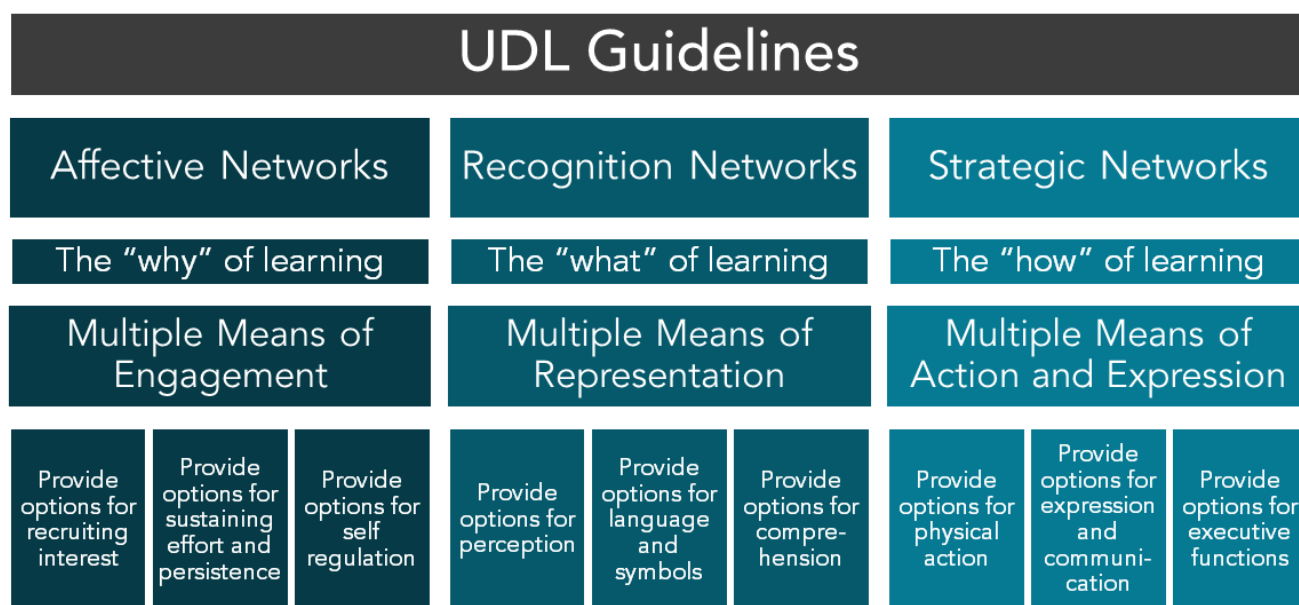 UDL Guidelines
Affective Networks
The “why” of learning
Multiple Means of
Engagement
Provide
options for
recruiting
interest
Provide
options for
sustaining
effort and
persistence
Provide
options for
self
regulation
Recognition Networks
The “what” of learning
Multiple Means of
Representation
Provide
options for
perception
Provide
options for
language
and
symbols
Provide
options for
compre-
hension
Strategic Networks
The “how” of learning
Multiple Means of
Action and Expression
Provide
options for
physical
action
Provide
options for
expression
and
communi-
cation
Provide
options for
executive
functions